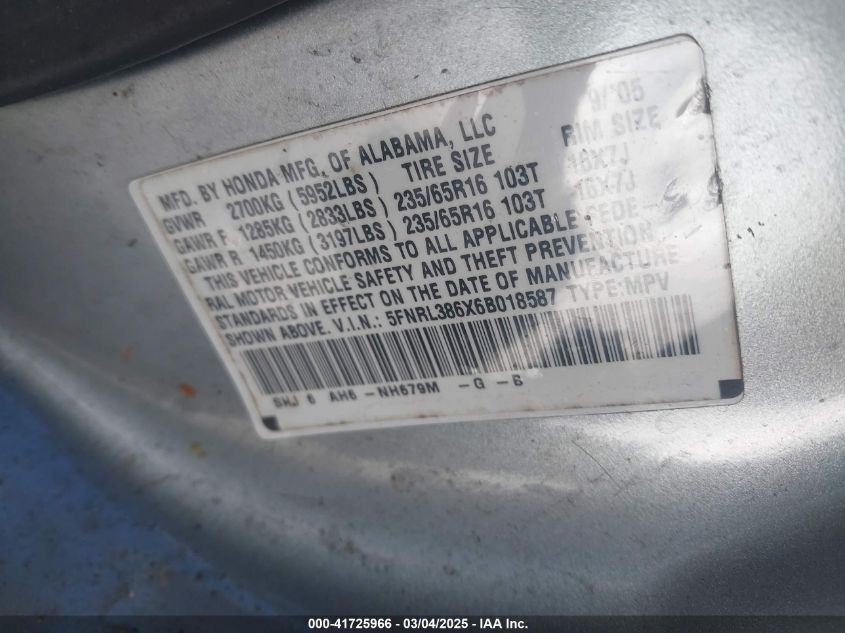 MFD. BY HONDA MFG. OF ALABAMA, LLC 9/'05
GVWR 2700KG (5952LBS) TIRE SIZE RIM SIZE
GAWR F 1285KG (2833LBS) 235/65R16 103T 16X7J
GAWR R 1450KG (3197LBS) 235/65R16 103T 16X7J
THIS VEHICLE CONFORMS TO ALL APPLICABLE FEDE
RAL MOTOR VEHICLE SAFETY AND THEFT PREVENTION
STANDARDS IN EFFECT ON THE DATE OF MANUFACTURE
SHOWN ABOVE. V.I.N.: 5FNRL386X6B018587 TYPE:MPV
SHJ 6 AH6 -NH679M -G -B
000-41725966 - 03/04/2025 - IAA Inc.